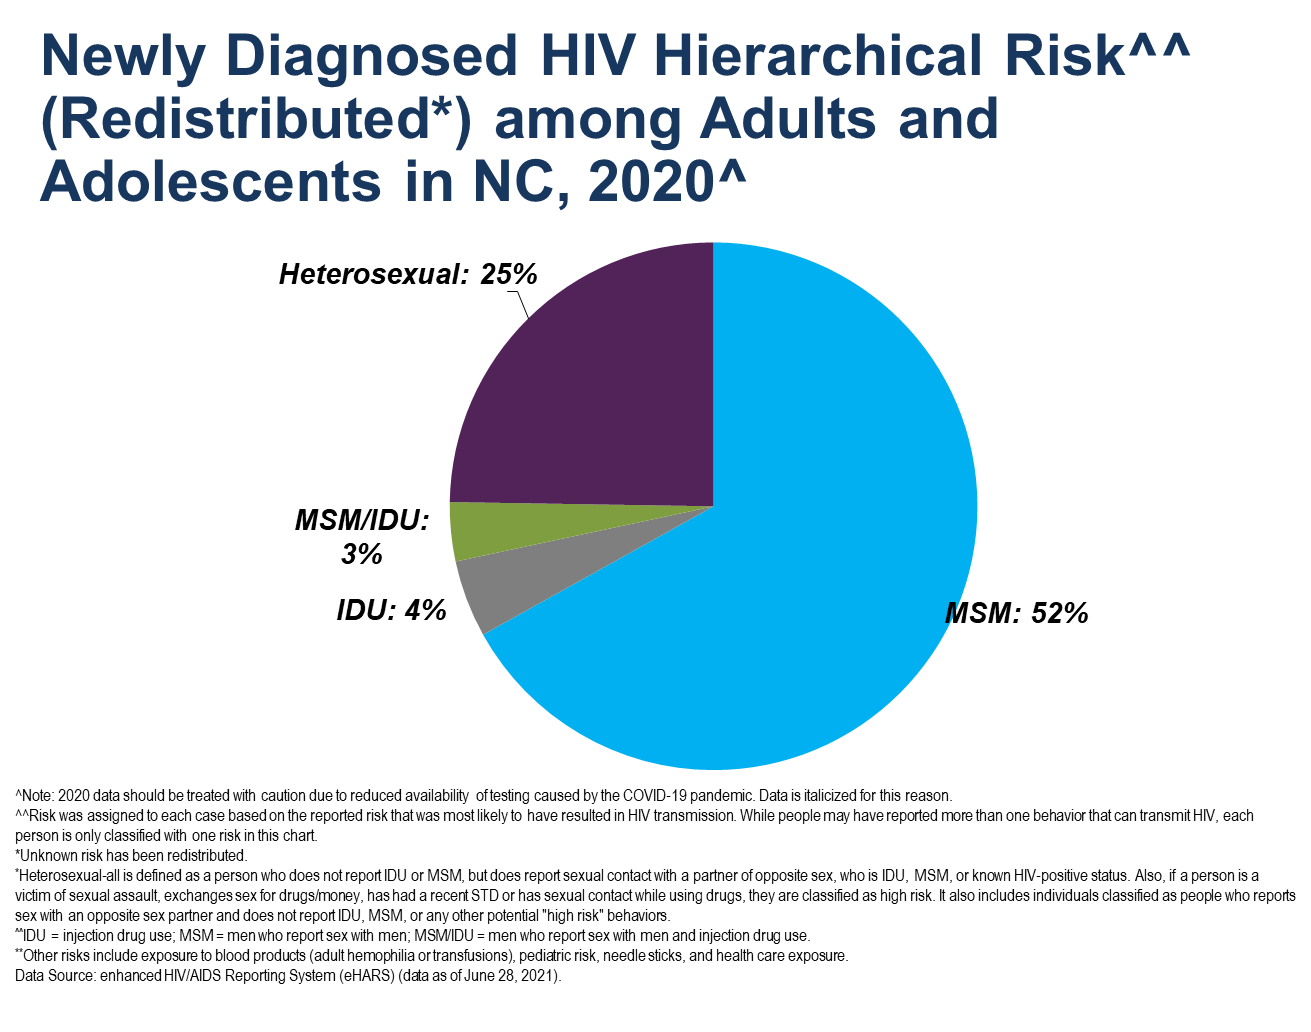 Newly Diagnosed HIV Hierarchical Risk^^
(Redistributed*) among Adults and
Adolescents in NC, 2020^
Heterosexual: 25%
MSM/IDU:
3%
IDU: 4%
MSM: 52%
^Note: 2020 data should be treated with caution due to reduced availability of testing caused by the COVID-19 pandemic. Data is italicized for this reason.
^^Risk was assigned to each case based on the reported risk that was most likely to have resulted in HIV transmission. While people may have reported more than one behavior that can transmit HIV, each
person is only classified with one risk in this chart.
*Unknown risk has been redistributed.
*Heterosexual-all is defined as a person who does not report IDU or MSM, but does report sexual contact with a partner of opposite sex, who is IDU, MSM, or known HIV-positive status. Also, if a person is a
victim of sexual assault, exchanges sex for drugs/money, has had a recent STD or has sexual contact while using drugs, they are classified as high risk. It also includes individuals classified as people who reports
sex with an opposite sex partner and does not report IDU, MSM, or any other potential "high risk" behaviors.
^^IDU = injection drug use; MSM = men who report sex with men; MSM/IDU = men who report sex with men and injection drug use.
**Other risks include exposure to blood products (adult hemophilia or transfusions), pediatric risk, needle sticks, and health care exposure.
Data Source: enhanced HIV/AIDS Reporting System (eHARS) (data as of June 28, 2021).